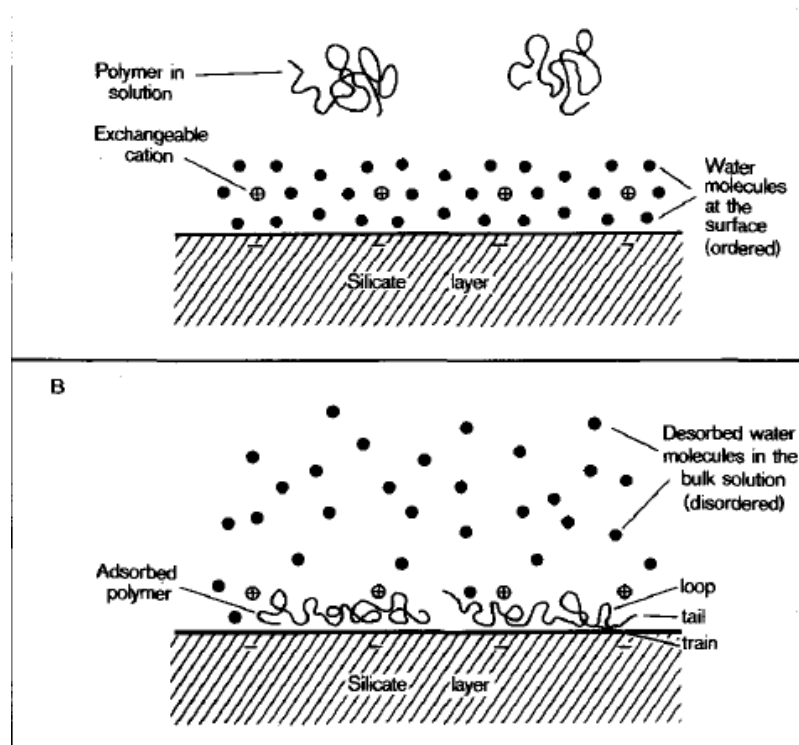 Polymer in
solution
Exchangeable
cation
Water
molecules
at the
surface
(ordered)
Silicate layer
B
Desorbed water
molecules in the
bulk solution
(disordered)
Adsorbed
polymer
loop
tail
train
Silicate layer